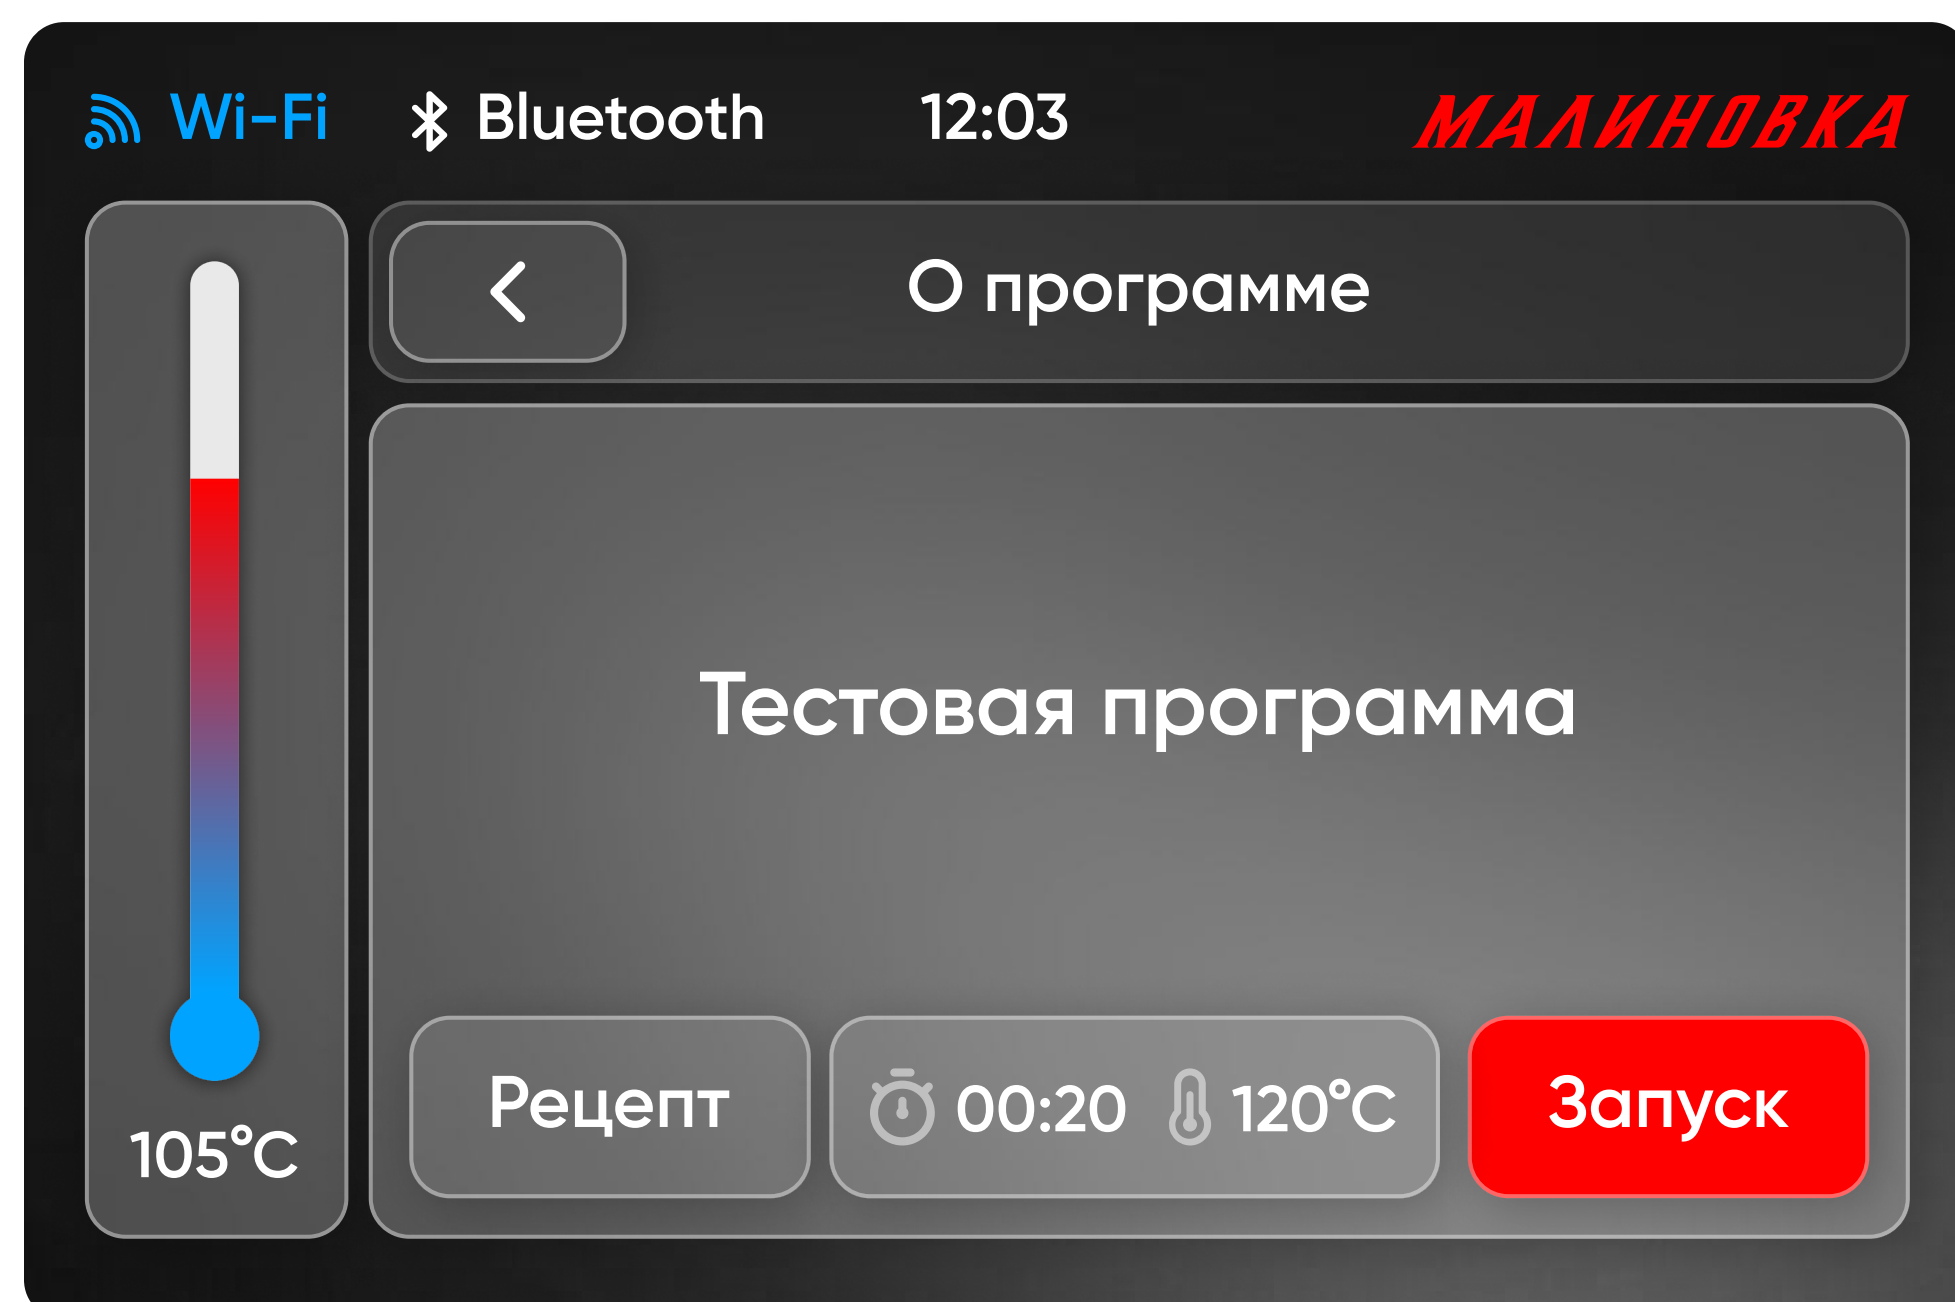 Wi-Fi Bluetooth 12:03 МАЛИНОВКА
О программе
Тестовая программа
Рецепт 00:20 120°C Запуск
105°C